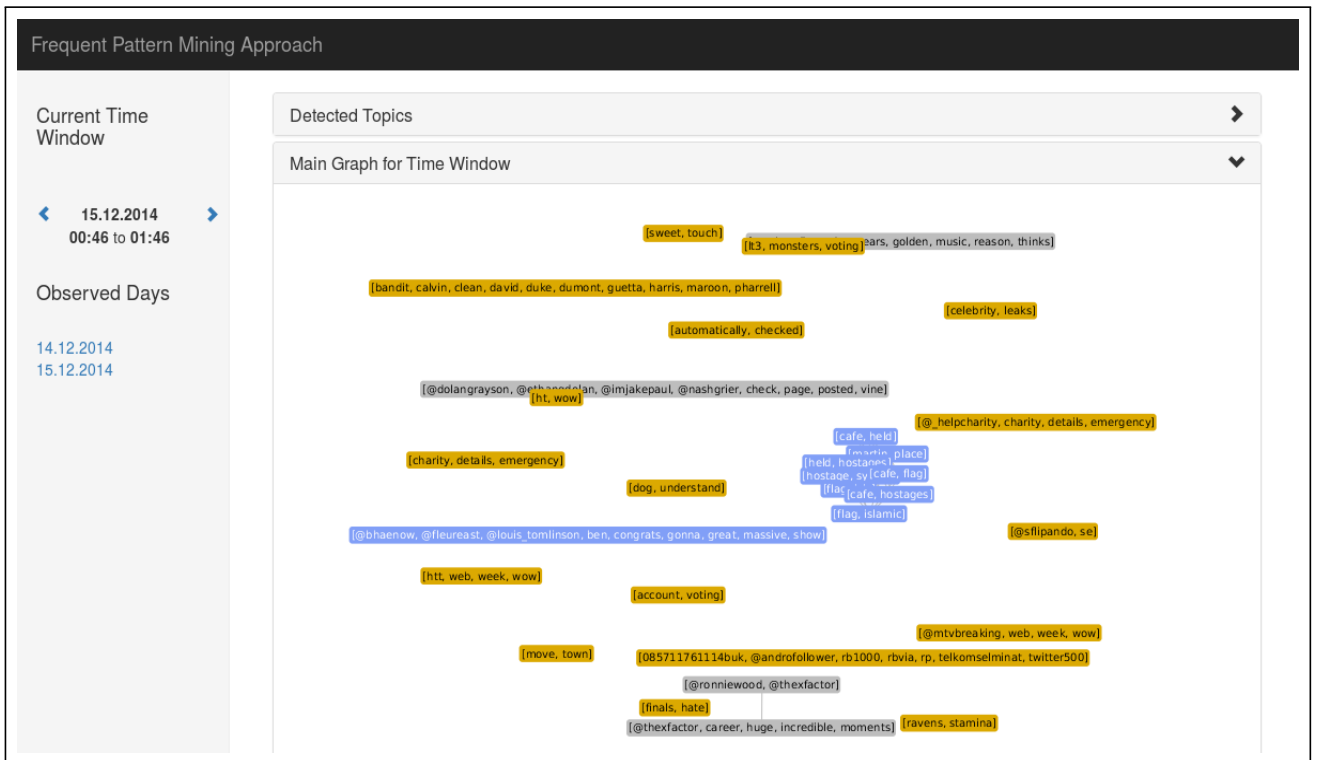 Frequent Pattern Mining Approach
Current Time
Window
15.12.2014
00:46 to 01:46
Observed Days
14.12.2014
15.12.2014
Detected Topics
Main Graph for Time Window
[sweet, touch]
golden, music, reason, thinks]
[lt3, monsters, voting]
[bandit, calvin, clean, david, duke, dumont, guetta, harris, maroon, pharrell]
[celebrity, leaks]
[automatically, checked]
[@dolangrayson, @ethanodolan, @imjakepaul, @nashgrier, check, page, posted, vine]
[ht, wow]
[@_helpcharity, charity, details, emergency]
[cafe, held]
[martin, place]
[charity, details, emergency]
[held, hostages]
[hostage,
[cafe, flag]
[dog, understand]
[cafe, hostages]
[flag, islamic]
[@bhaenow, @fleureast, @louis_tomlinson, ben, congrats, gonna, great, massive, show]
[@sflipando, se]
[htt, web, week, wow]
[account, voting]
[@mtvbreaking, web, week, wow]
[move, town]
[085711761114buk, @androfollower, rb1000, rbvia, rp, telkomselminat, twitter500]
[@ronniewood, @thexfactor]
[finals, hate]
[@thexfactor, career, huge, incredible, moments]
[ravens, stamina]